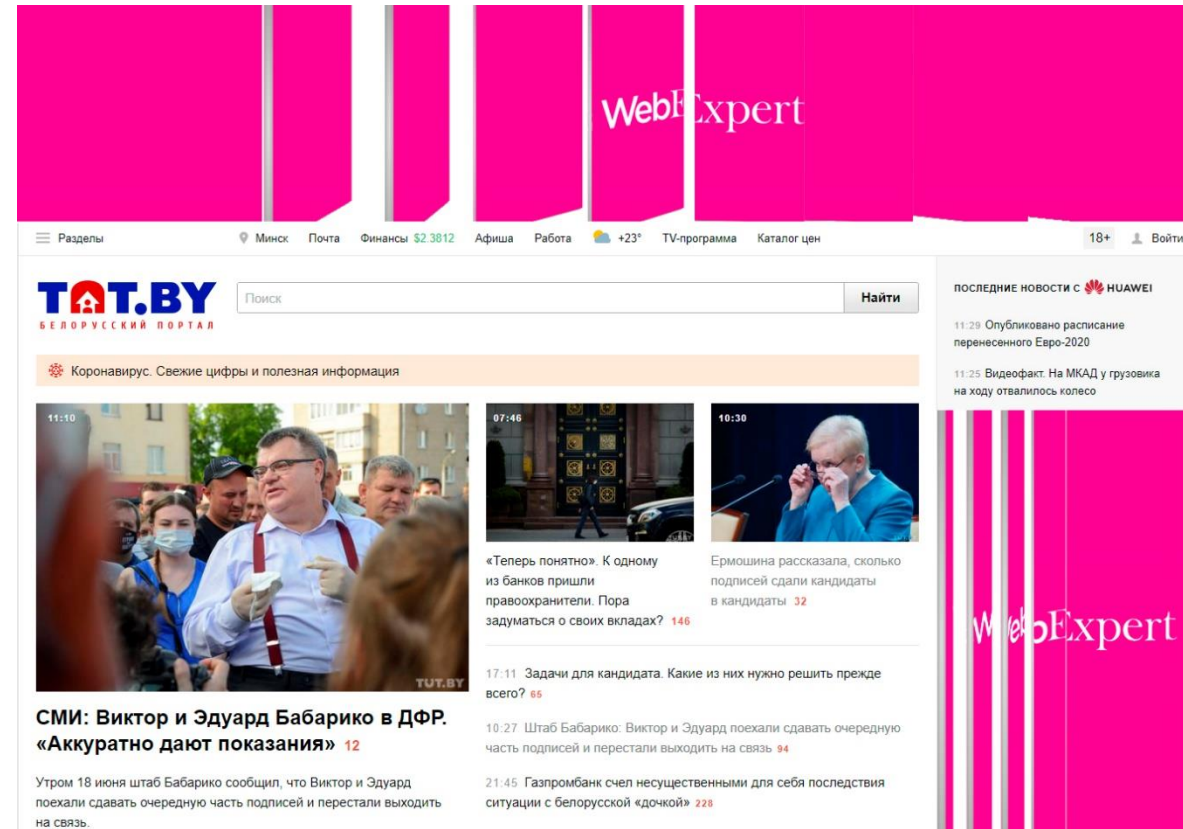 WebExpert
Разделы
Минск Почта Финансы $2.3812 Афиша Работа +23° TV-программа Каталог цен
18+ Войти
TUT.BY
БЕЛОРУССКИЙ ПОРТАЛ
Поиск
Найти
Коронавирус. Свежие цифры и полезная информация
11:10
TUT.BY
СМИ: Виктор и Эдуард Бабарико в ДФР.
«Аккуратно дают показания» 12
Утром 18 июня штаб Бабарико сообщил, что Виктор и Эдуард
поехали сдавать очередную часть подписей и перестали выходить
на связь.
07:46
«Теперь понятно». К одному
из банков пришли
правоохранители. Пора
задуматься о своих вкладах? 146
10:30
Ермошина рассказала, сколько
подписей сдали кандидаты
в кандидаты 32
17:11 Задачи для кандидата. Какие из них нужно решить прежде
всего? 65
10:27 Штаб Бабарико: Виктор и Эдуард поехали сдавать очередную
часть подписей и перестали выходить на связь 94
21:45 Газпромбанк счел несущественными для себя последствия
ситуации с белорусской «дочкой» 228
ПОСЛЕДНИЕ НОВОСТИ С HUAWEI
11:29 Опубликовано расписание
перенесенного Евро-2020
11:25 Видеофакт. На МКАД у грузовика
на ходу отвалилось колесо
WebExpert